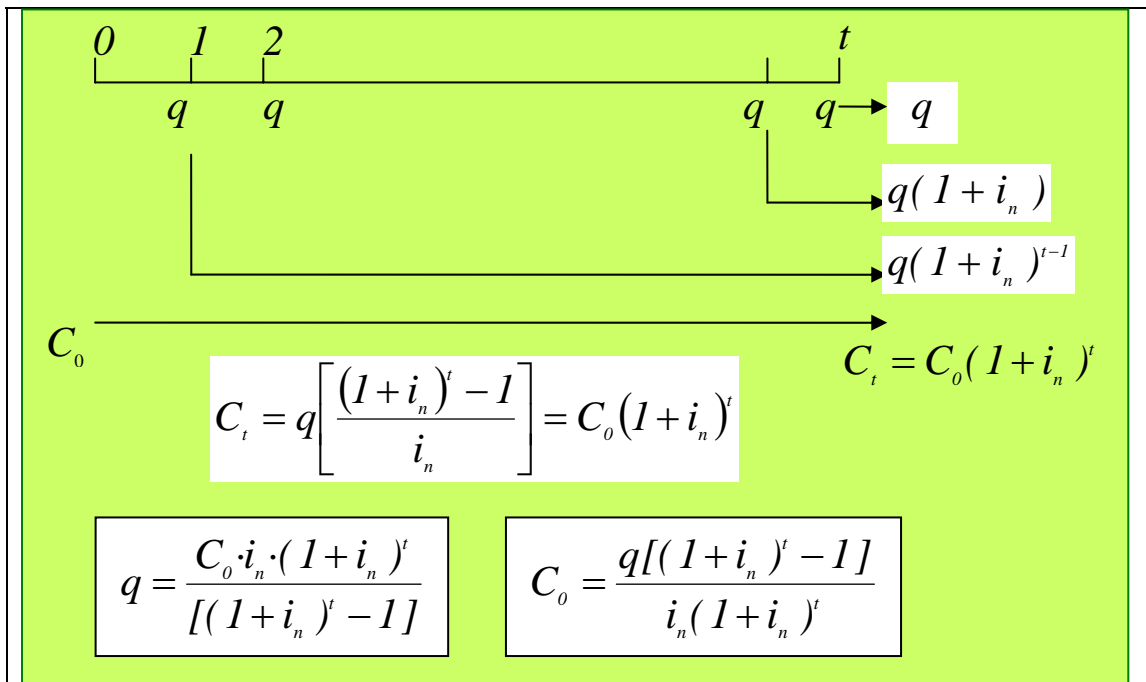 0 1 2 t
q q q q q
q( 1 + i_n )
q( 1 + i_n )^{t-1}
C_0
C_t = C_0( 1 + i_n )^t
C_t = q[ ((1 + i_n)^t - 1) / i_n ] = C_0(1 + i_n)^t
q = C_0·i_n·( 1 + i_n )^t / [( 1 + i_n )^t - 1]
C_0 = q[( 1 + i_n )^t - 1] / i_n( 1 + i_n )^t